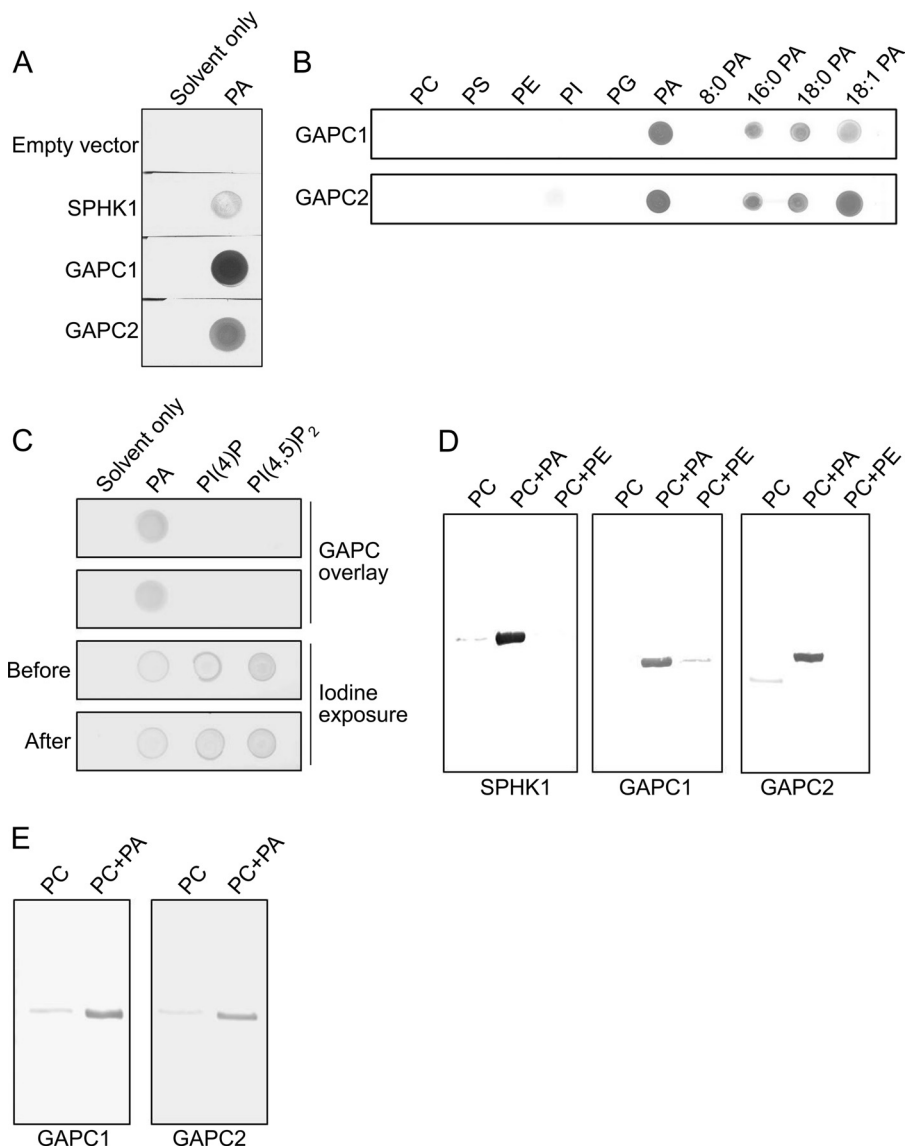 A
Solvent only
PA
Empty vector
SPHK1
GAPC1
GAPC2
B
PC
PS
PE
PI
PG
PA
8:0 PA
16:0 PA
18:0 PA
18:1 PA
GAPC1
GAPC2
C
Solvent only
PA
PI(4)P
PI(4,5)P2
GAPC
overlay
Before
After
Iodine
exposure
D
PC
PC+PA
PC+PE
PC
PC+PA
PC+PE
PC
PC+PA
PC+PE
SPHK1
GAPC1
GAPC2
E
PC
PC+PA
PC
PC+PA
GAPC1
GAPC2